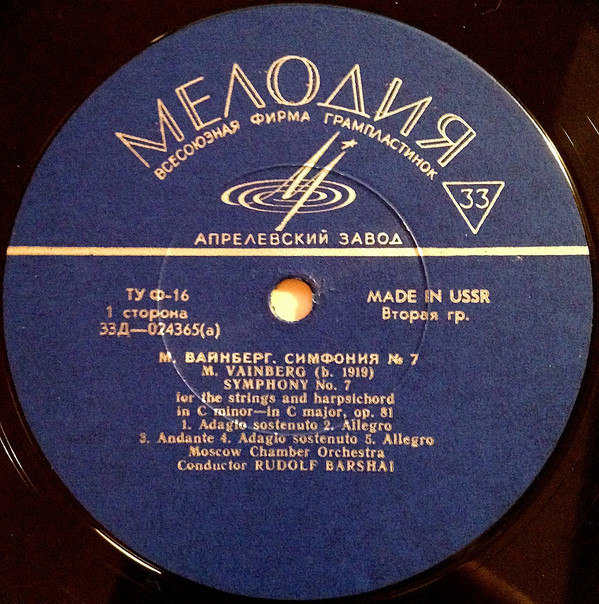 МЕЛОДИЯ
ВСЕСОЮЗНАЯ ФИРМА ГРАМПЛАСТИНОК
33
АПРЕЛЕВСКИЙ ЗАВОД
ТУ Ф-16
1 сторона
33Д—024365(а)
MADE IN USSR
Вторая гр.
М. ВАЙНБЕРГ. СИМФОНИЯ № 7
M. VAINBERG (b. 1919)
SYMPHONY No. 7
for the strings and harpsichord
in C minor—in C major, op. 81
1. Adagio sostenuto 2. Allegro
3. Andante 4. Adagio sostenuto 5. Allegro
Moscow Chamber Orchestra
Conductor RUDOLF BARSHAI